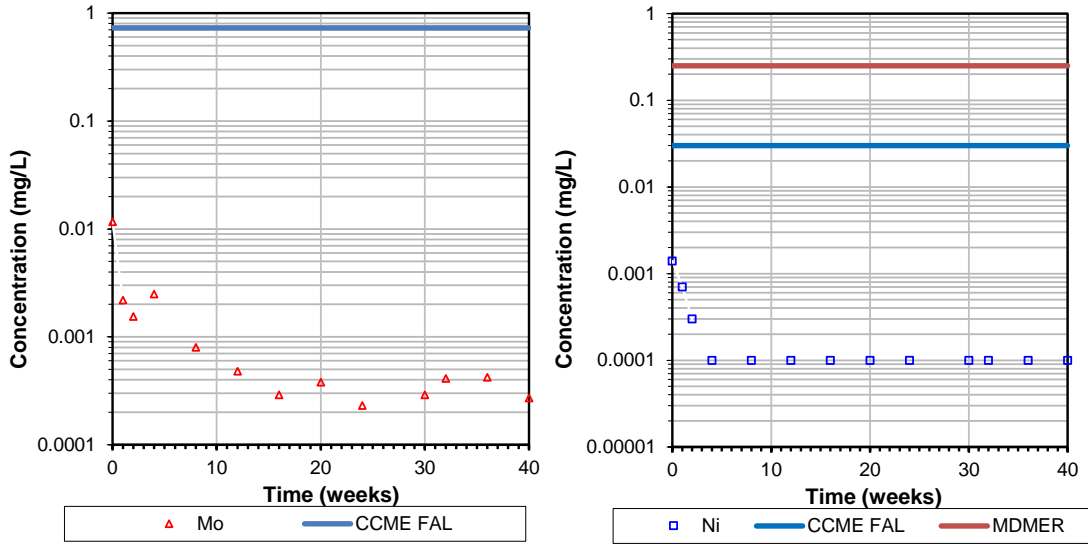 1
0.1
0.01
0.001
0.0001
Concentration (mg/L)
0 10 20 30 40
Time (weeks)
Mo CCME FAL
1
0.1
0.01
0.001
0.0001
0.00001
Concentration (mg/L)
0 10 20 30 40
Time (weeks)
Ni CCME FAL MDMER